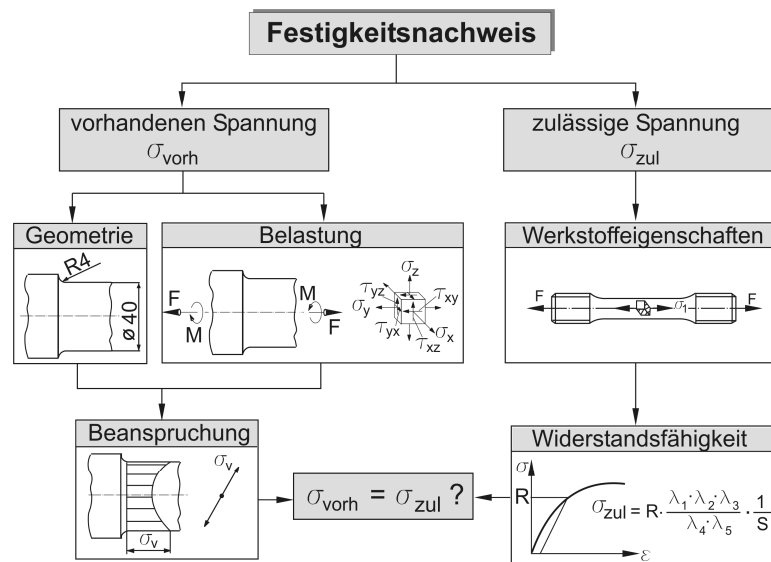 Festigkeitsnachweis
vorhandenen Spannung
σvorh
zulässige Spannung
σzul
Geometrie
R4
ø40
Belastung
F
M
M
F
σz
τyz
τxy
σy
τyx
σx
τxz
Werkstoffeigenschaften
F
σ1
F
Beanspruchung
σv
σv
σvorh = σzul ?
Widerstandsfähigkeit
σ
R
σzul = R · λ1·λ2·λ3 / λ4·λ5 · 1/S
ε